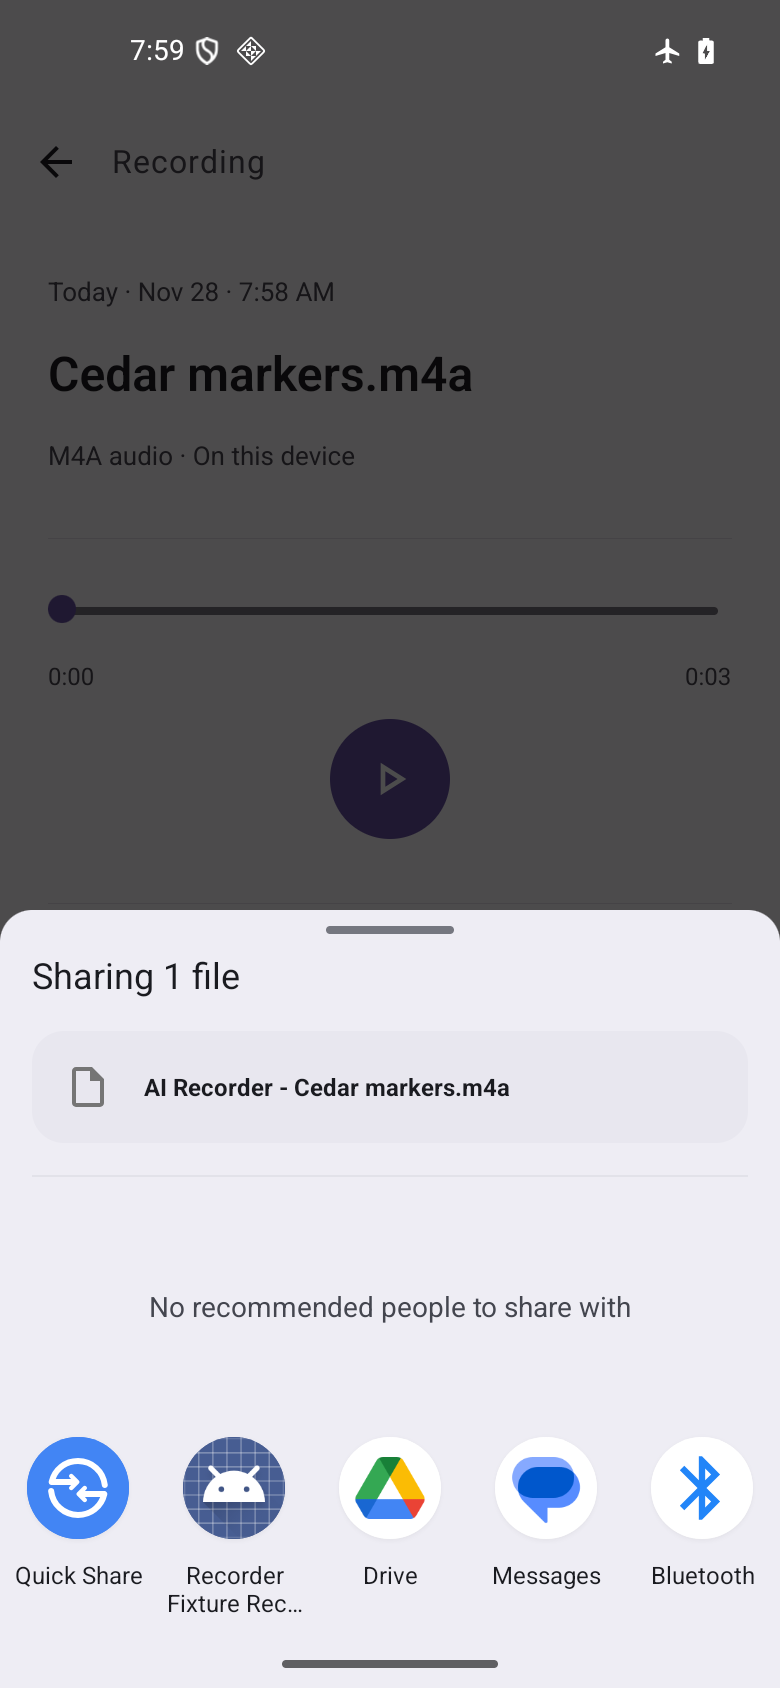 7:59
Recording
Today · Nov 28 · 7:58 AM
Cedar markers.m4a
M4A audio · On this device
0:00
0:03
Sharing 1 file
AI Recorder - Cedar markers.m4a
No recommended people to share with
Quick Share
Recorder
Fixture Rec...
Drive
Messages
Bluetooth